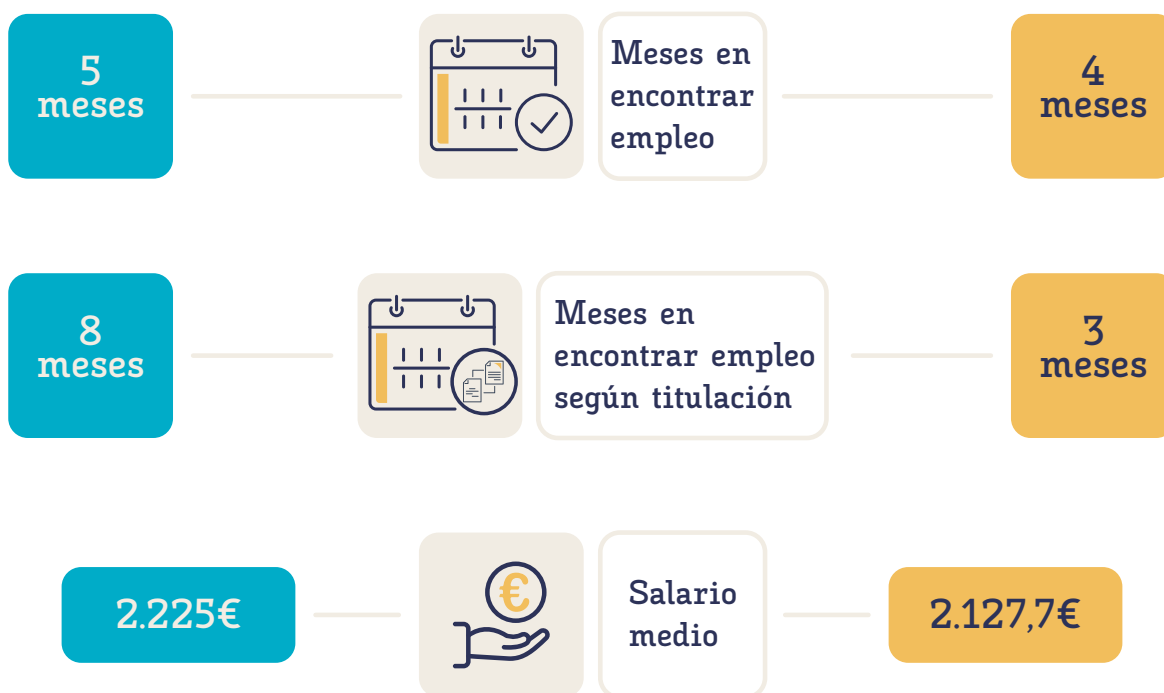 5
meses
Meses en
encontrar
empleo
4
meses
8
meses
Meses en
encontrar empleo
según titulación
3
meses
2.225€
€
Salario
medio
2.127,7€